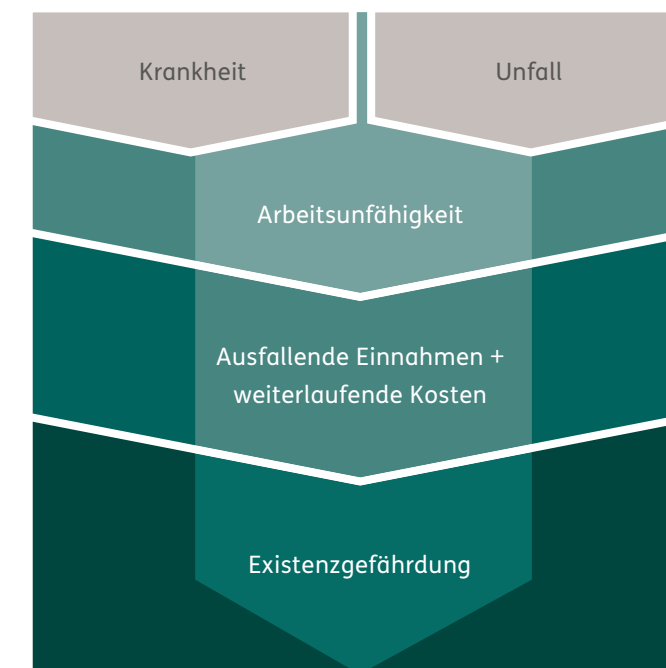 Krankheit
Unfall
Arbeitsunfähigkeit
Ausfallende Einnahmen +
weiterlaufende Kosten
Existenzgefährdung